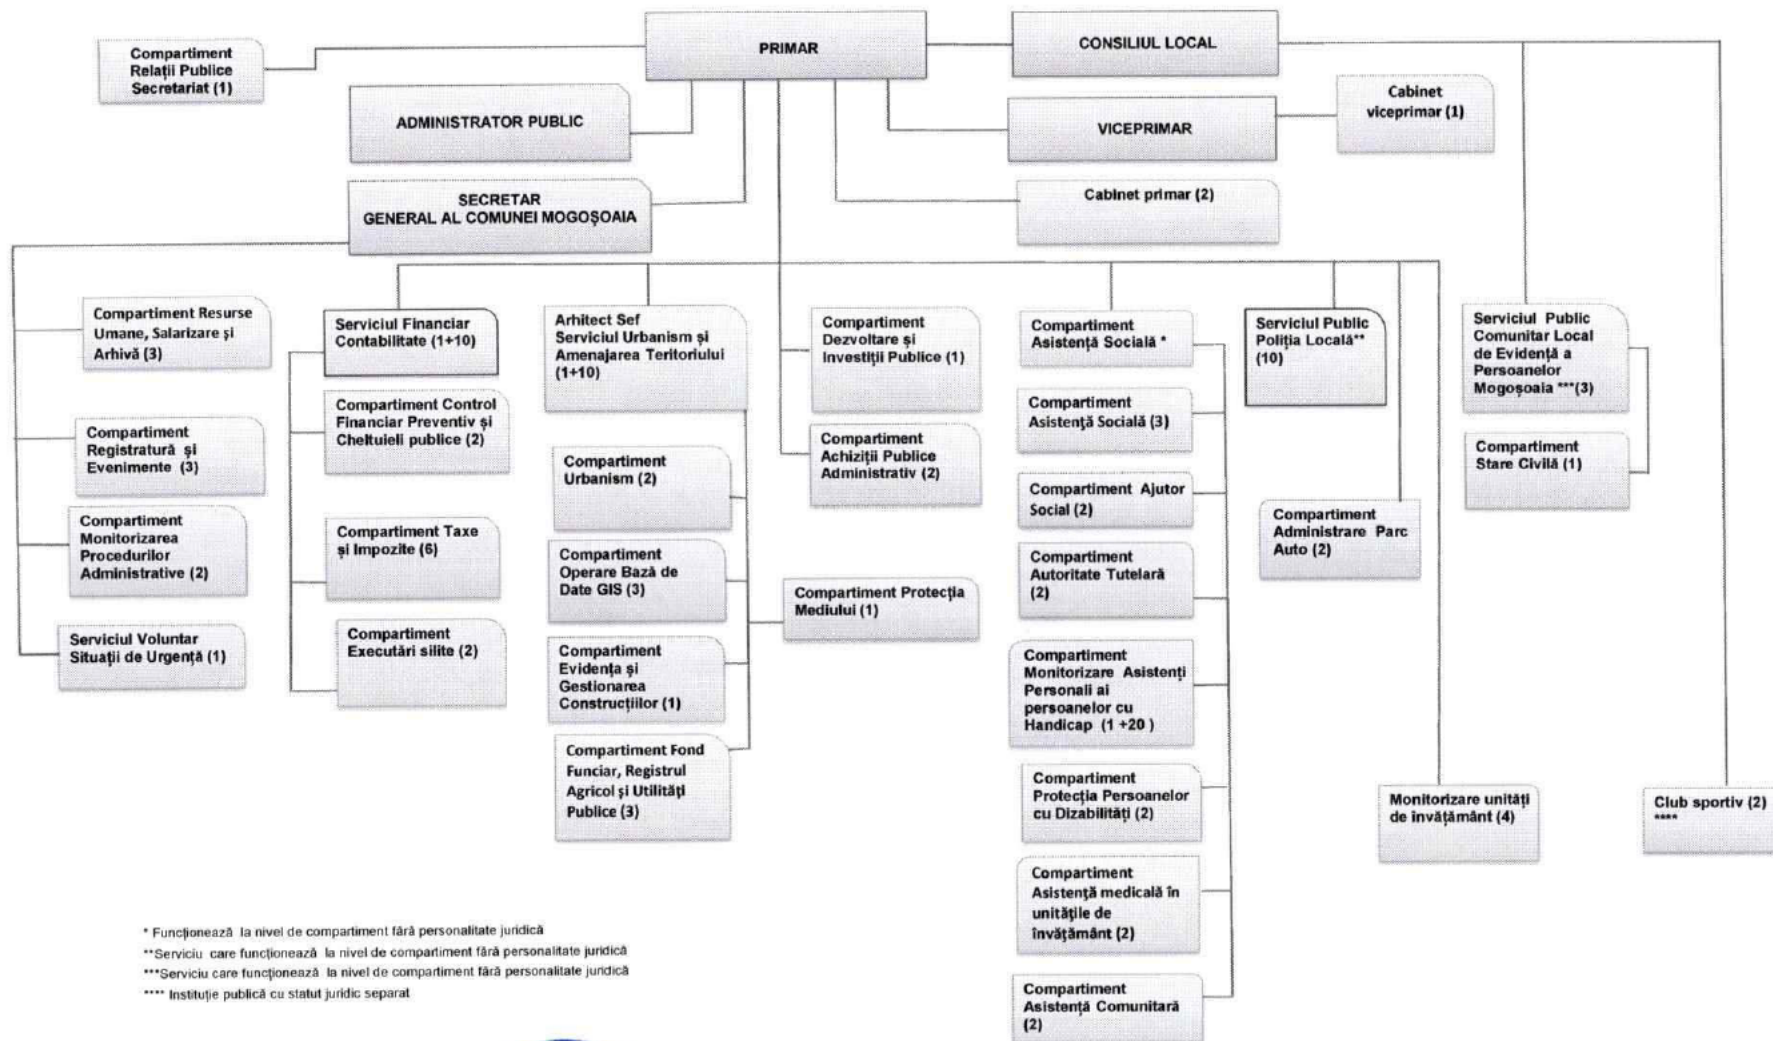 Compartiment
Relații Publice
Secretariat (1)
PRIMAR
CONSILIUL LOCAL
ADMINISTRATOR PUBLIC
VICEPRIMAR
Cabinet
viceprimar (1)
SECRETAR
GENERAL AL COMUNEI MOGOȘOAIA
Cabinet primar (2)
Compartiment Resurse
Umane, Salarizare și
Arhivă (3)
Compartiment
Registratură și
Evenimente (3)
Compartiment
Monitorizarea
Procedurilor
Administrative (2)
Serviciul Voluntar
Situații de Urgență (1)
Serviciul Financiar
Contabilitate (1+10)
Compartiment Control
Financiar Preventiv și
Cheltuieli publice (2)
Compartiment Taxe
și Impozite (6)
Compartiment
Executări silite (2)
Arhitect Sef
Serviciul Urbanism și
Amenajarea Teritoriului
(1+10)
Compartiment
Urbanism (2)
Compartiment
Operare Bază de
Date GIS (3)
Compartiment
Evidența și
Gestionarea
Construcțiilor (1)
Compartiment Fond
Funciar, Registrul
Agricol și Utilități
Publice (3)
Compartiment
Dezvoltare și
Investiții Publice (1)
Compartiment
Achiziții Publice
Administrativ (2)
Compartiment Protecția
Mediului (1)
Compartiment
Asistență Socială *
Compartiment
Asistență Socială (3)
Compartiment Ajutor
Social (2)
Compartiment
Autoritate Tutelară
(2)
Compartiment
Monitorizare Asistenți
Personali ai
persoanelor cu
Handicap (1 +20 )
Compartiment
Protecția Persoanelor
cu Dizabilități (2)
Compartiment
Asistență medicală în
unitățile de
învățământ (2)
Compartiment
Asistență Comunitară
(2)
Serviciul Public
Poliția Locală**
(10)
Compartiment
Administrare Parc
Auto (2)
Monitorizare unități
de învățământ (4)
Serviciul Public
Comunitar Local
de Evidență a
Persoanelor
Mogoșoaia ***(3)
Compartiment
Stare Civilă (1)
Club sportiv (2)
****
* Funcționează la nivel de compartiment fără personalitate juridică
**Serviciu care funcționează la nivel de compartiment fără personalitate juridică
***Serviciu care funcționează la nivel de compartiment fără personalitate juridică
**** Instituție publică cu statut juridic separat